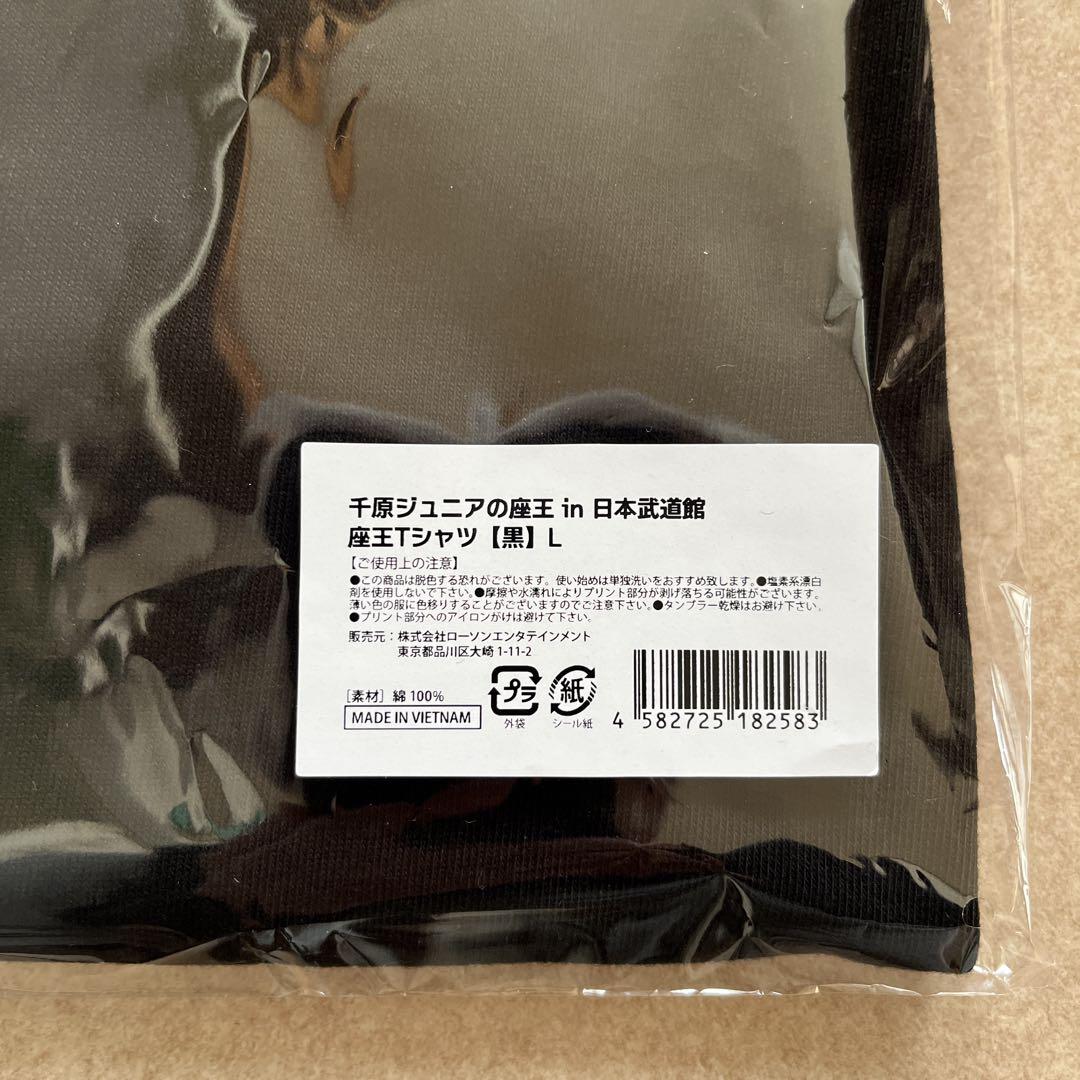 千原ジュニアの座王 in 日本武道館
座王Tシャツ【黒】L
【ご使用上の注意】
●この商品は脱色する恐れがございます。使い始めは単独洗いをおすすめ致します。●塩素系漂白
剤を使用しないで下さい。●摩擦や水濡れによりプリント部分が剥げ落ちる可能性がございます。
薄い色の服に色移りすることがございますのでご注意下さい。●タンブラー乾燥はお避け下さい。
●プリント部分へのアイロンがけは避けて下さい。
販売元：株式会社ローソンエンタテインメント
東京都品川区大崎 1-11-2
［素材］綿 100%
MADE IN VIETNAM
プラ
外袋
紙
シール紙
4 582725 182583